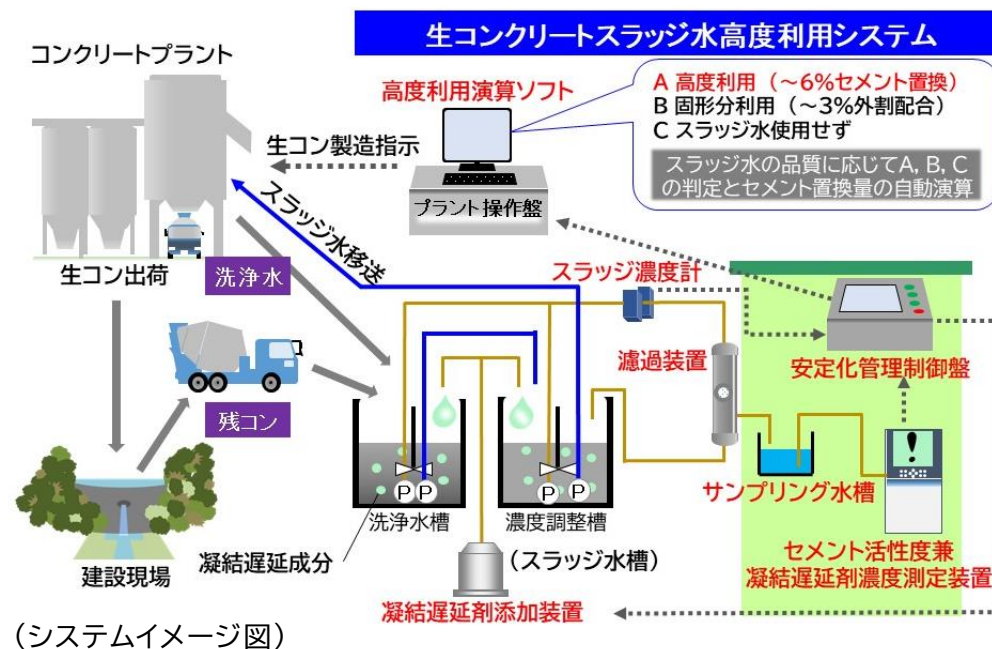 生コンクリートスラッジ水高度利用システム
コンクリートプラント
高度利用演算ソフト
A 高度利用（～6%セメント置換）
B 固形分利用（～3%外割配合）
C スラッジ水使用せず
スラッジ水の品質に応じてA, B, C
の判定とセメント置換量の自動演算
生コン製造指示
プラント操作盤
スラッジ水移送
生コン出荷
洗浄水
スラッジ濃度計
濾過装置
安定化管理制御盤
残コン
P
P
P
P
サンプリング水槽
洗浄水槽
濃度調整槽
（スラッジ水槽）
凝結遅延成分
建設現場
凝結遅延剤添加装置
セメント活性度兼
凝結遅延剤濃度測定装置
（システムイメージ図）